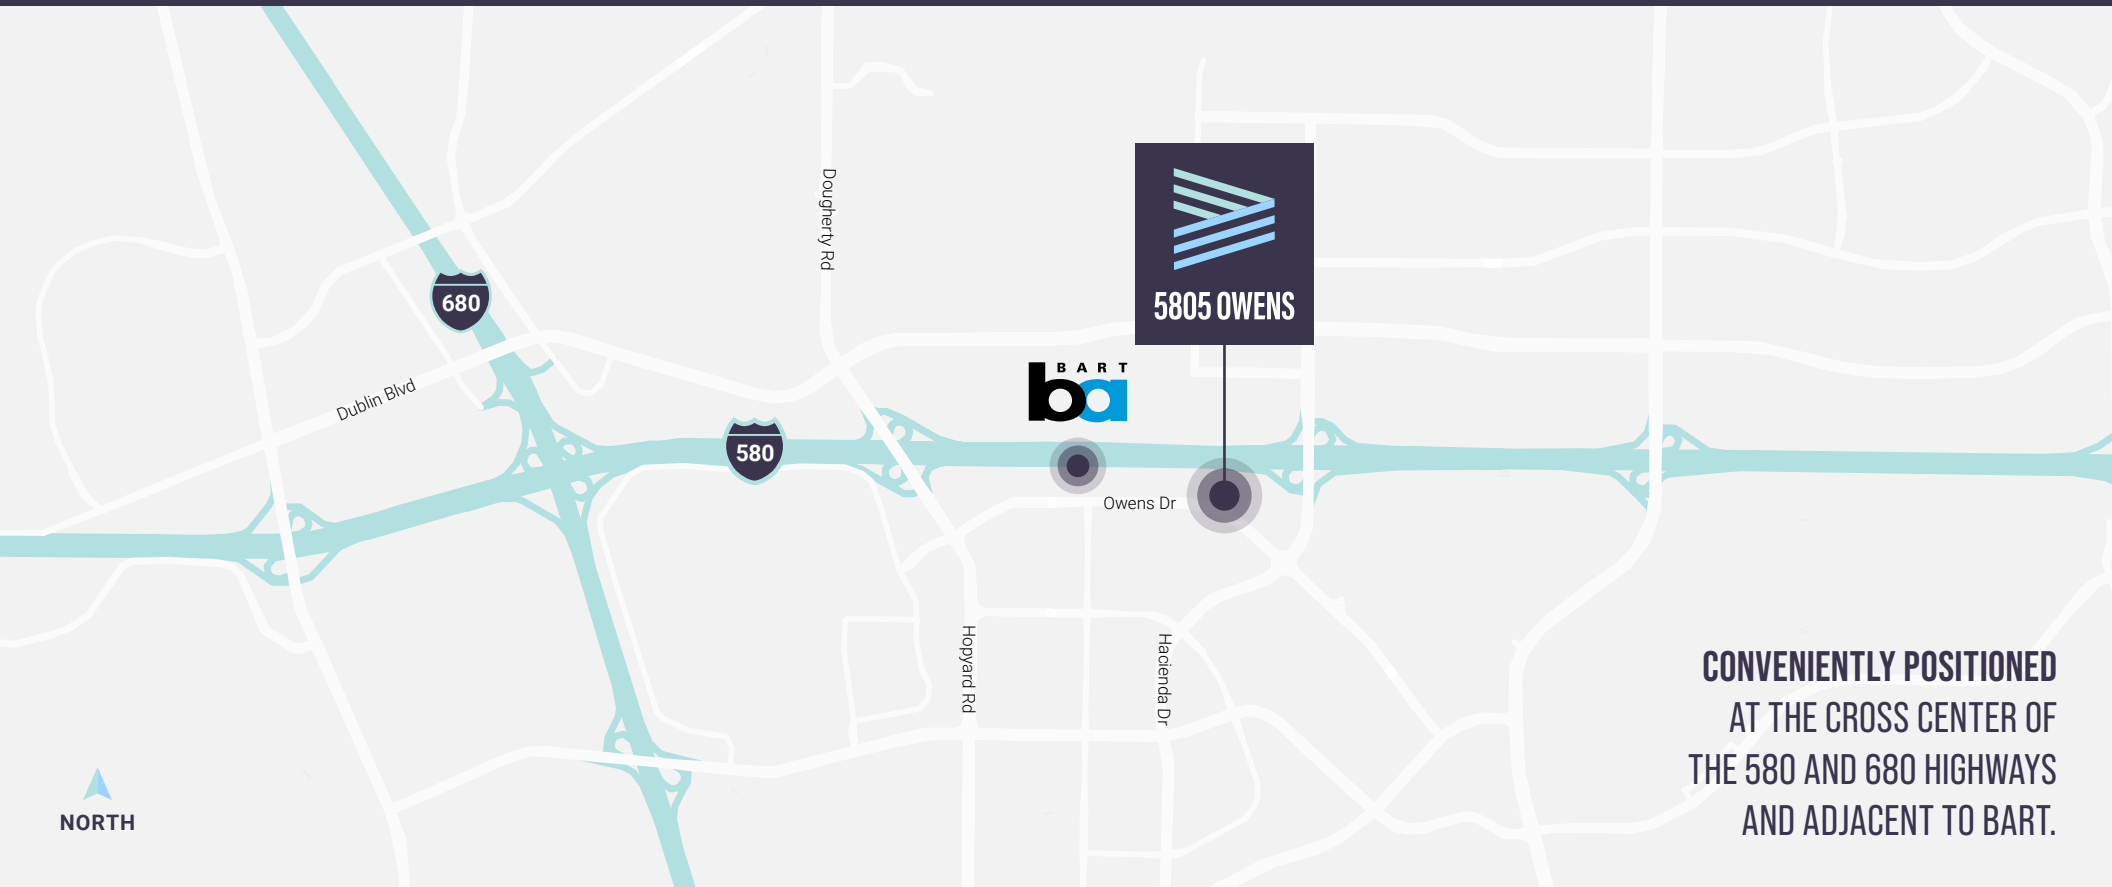 Dougherty Rd
680
5805 OWENS
BART
ba
Dublin Blvd
580
Owens Dr
Hopyard Rd
Hacienda Dr
CONVENIENTLY POSITIONED
AT THE CROSS CENTER OF
THE 580 AND 680 HIGHWAYS
AND ADJACENT TO BART.
NORTH